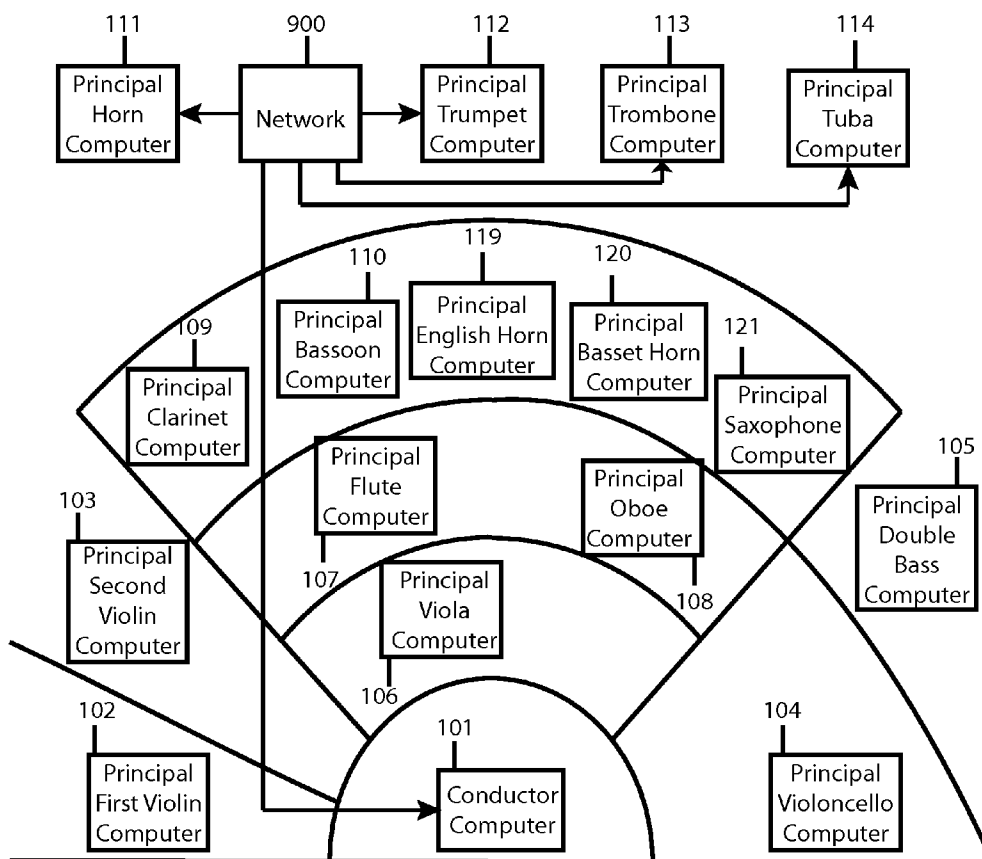 111
900
112
113
114
Principal
Horn
Computer
Network
Principal
Trumpet
Computer
Principal
Trombone
Computer
Principal
Tuba
Computer
119
110
120
109
121
Principal
English Horn
Computer
Principal
Bassoon
Computer
Principal
Basset Horn
Computer
Principal
Clarinet
Computer
Principal
Saxophone
Computer
105
Principal
Flute
Computer
107
Principal
Oboe
Computer
108
103
Principal
Second
Violin
Computer
Principal
Double
Bass
Computer
Principal
Viola
Computer
106
102
101
104
Principal
First Violin
Computer
Conductor
Computer
Principal
Violoncello
Computer